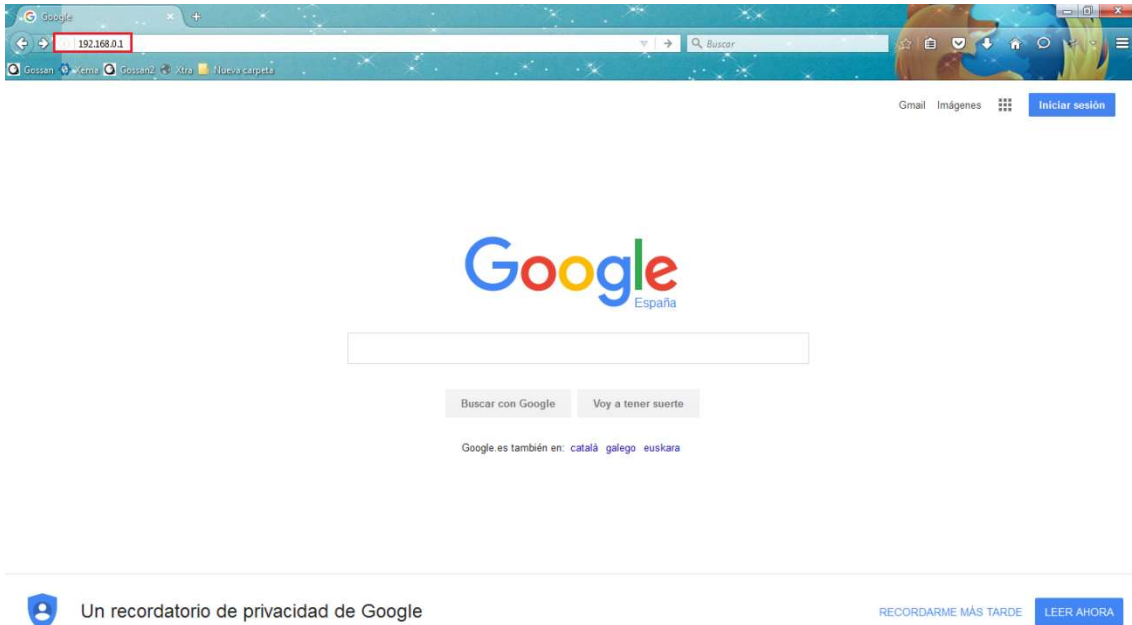 Google
192.168.0.1
Buscar
Gossan Xema Gossan2 Xtra Nueva carpeta
Gmail Imágenes Iniciar sesión
Google
España
Buscar con Google Voy a tener suerte
Google.es también en: català galego euskara
Un recordatorio de privacidad de Google RECORDARME MÁS TARDE LEER AHORA